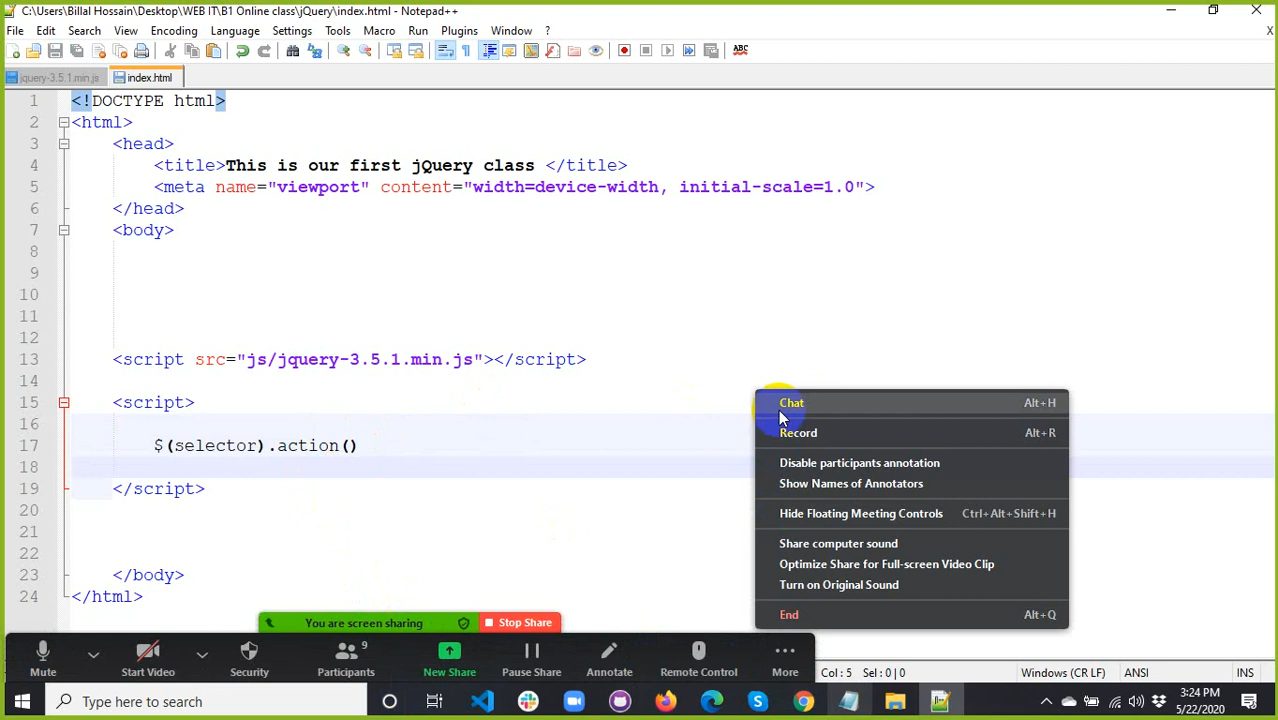 C:\Users\Billal Hossain\Desktop\WEB IT\B1 Online class\jQuery\index.html - Notepad++
File Edit Search View Encoding Language Settings Tools Macro Run Plugins Window ? X
ABC
jquery-3.5.1.min.js index.html
1 <!DOCTYPE html>
2 <html>
3 <head>
4 <title>This is our first jQuery class </title>
5 <meta name="viewport" content="width=device-width, initial-scale=1.0">
6 </head>
7 <body>
8
9
10
11
12
13 <script src="js/jquery-3.5.1.min.js"></script>
14
15 <script>
16
17 $(selector).action()
18
19 </script>
20
21
22
23 </body>
24 </html>
Chat Alt+H
Record Alt+R
Disable participants annotation
Show Names of Annotators
Hide Floating Meeting Controls Ctrl+Alt+Shift+H
Share computer sound
Optimize Share for Full-screen Video Clip
Turn on Original Sound
End Alt+Q
You are screen sharing Stop Share
9
Mute Start Video Security Participants New Share Pause Share Annotate Remote Control More
Col : 5 Sel : 0 | 0 Windows (CR LF) ANSI INS
Type here to search
3:24 PM
5/22/2020